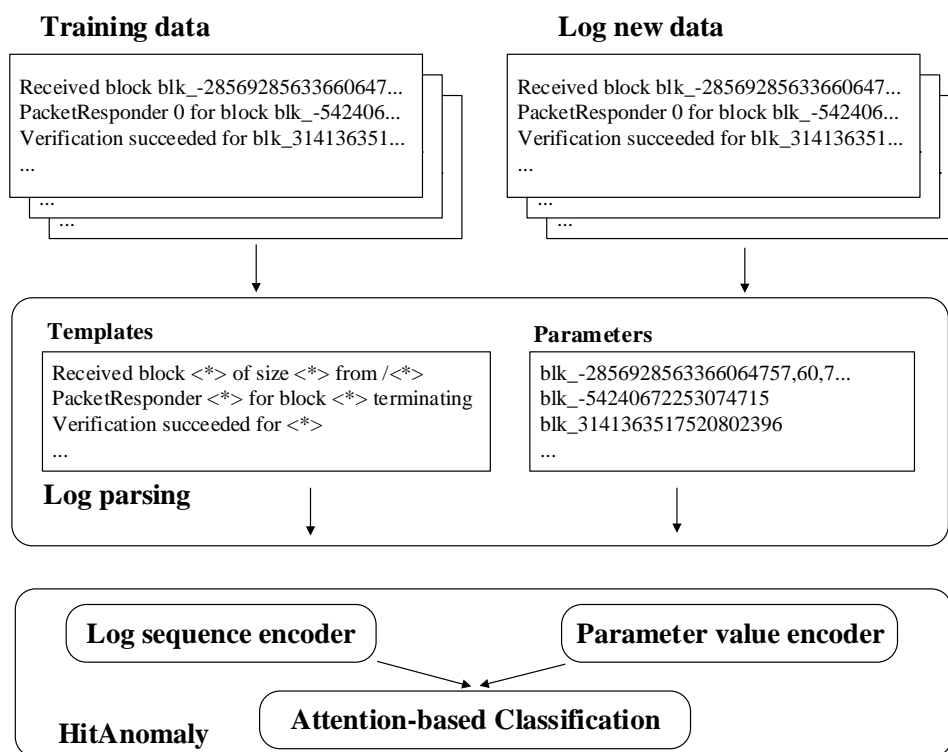 Training data
Log new data
Received block blk_-28569285633660647...
PacketResponder 0 for block blk_-542406...
Verification succeeded for blk_314136351...
...
...
...
Received block blk_-28569285633660647...
PacketResponder 0 for block blk_-542406...
Verification succeeded for blk_314136351...
...
...
...
Templates
Received block <*> of size <*> from /<*>
PacketResponder <*> for block <*> terminating
Verification succeeded for <*>
...
Parameters
blk_-2856928563366064757,60,7...
blk_-54240672253074715
blk_3141363517520802396
...
Log parsing
Log sequence encoder
Parameter value encoder
Attention-based Classification
HitAnomaly